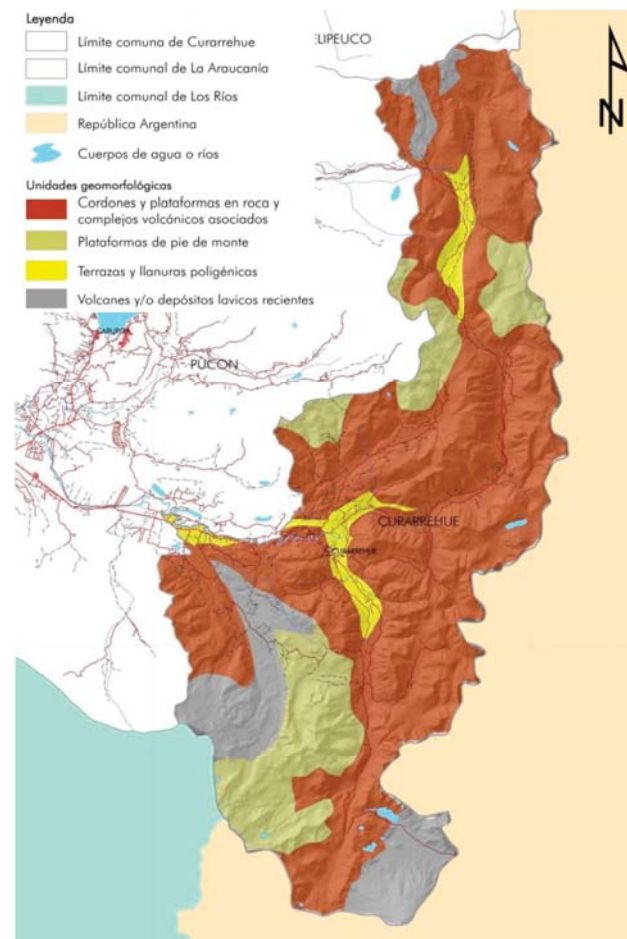 Leyenda
Límite comuna de Curarrehue
Límite comunal de La Araucanía
Límite comunal de Los Ríos
República Argentina
Cuerpos de agua o ríos
Unidades geomorfológicas
Cordones y plataformas en roca y
complejos volcánicos asociados
Plataformas de pie de monte
Terrazas y llanuras poligénicas
Volcanes y/o depósitos lavicos recientes
ELIPEUCO
N
PUCON
CURARREHUE
CURARREHUE